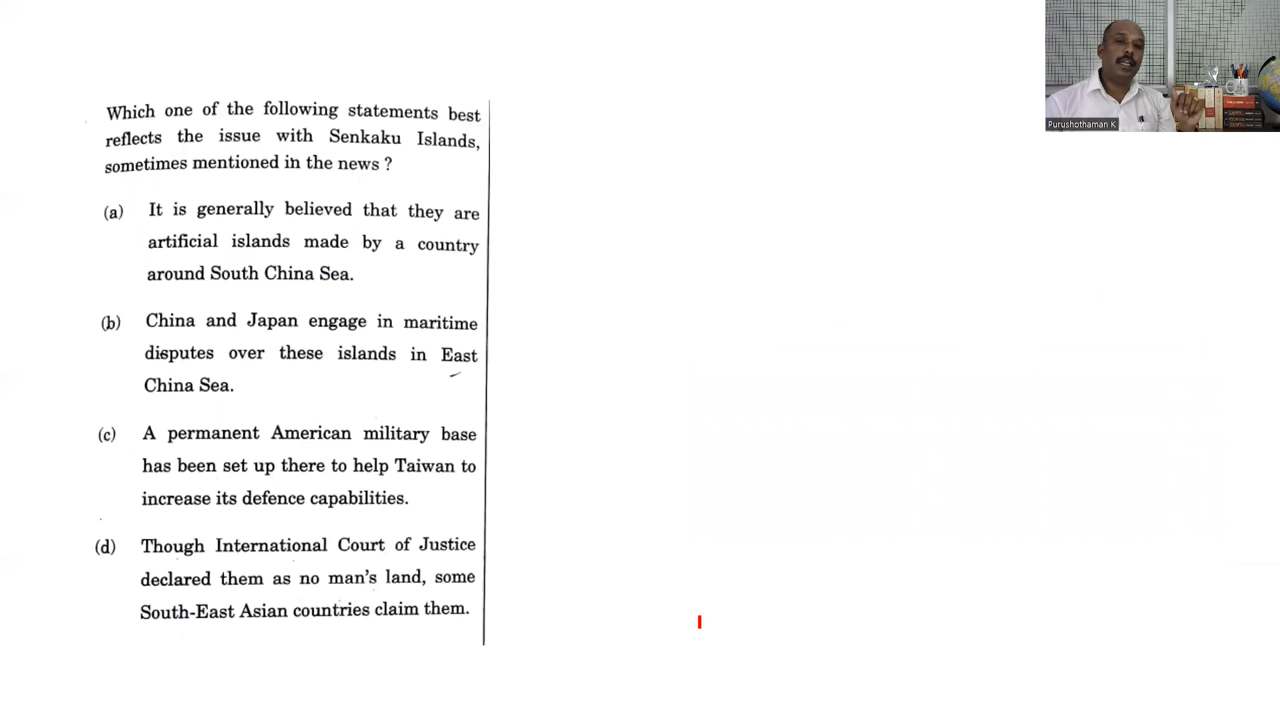 Which one of the following statements best
reflects the issue with Senkaku Islands,
sometimes mentioned in the news ?
(a) It is generally believed that they are
artificial islands made by a country
around South China Sea.
(b) China and Japan engage in maritime
disputes over these islands in East
China Sea.
(c) A permanent American military base
has been set up there to help Taiwan to
increase its defence capabilities.
(d) Though International Court of Justice
declared them as no man's land, some
South-East Asian countries claim them.
Purushothaman K